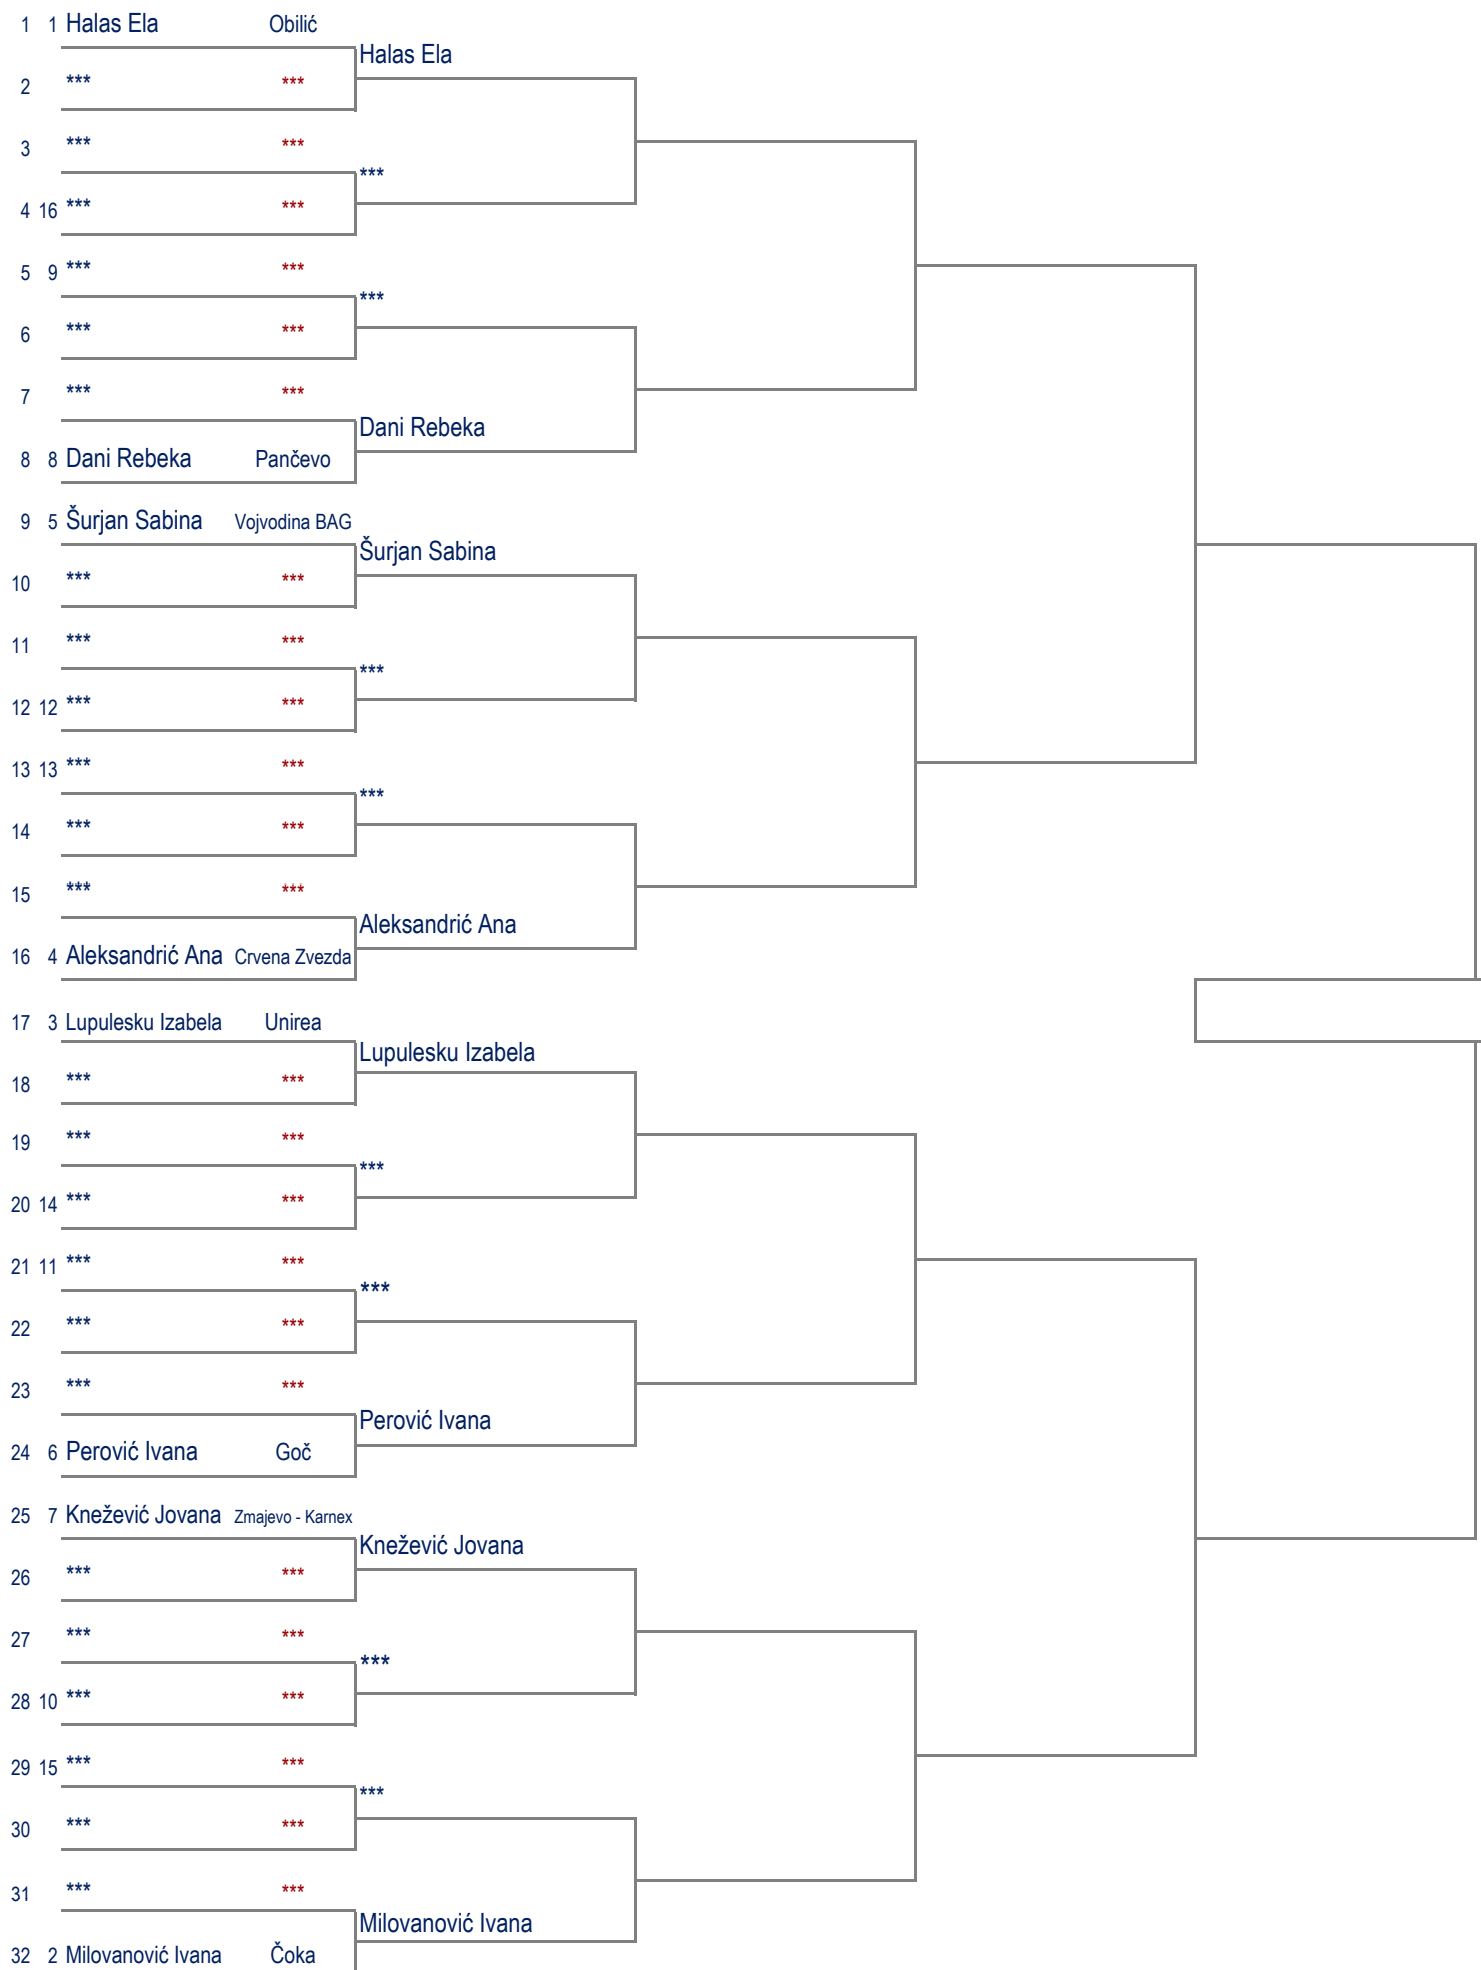 1 1 Halas Ela Obilić
Halas Ela
2 *** ***
3 *** ***
***
4 16 *** ***
5 9 *** ***
***
6 *** ***
7 *** ***
Dani Rebeka
8 8 Dani Rebeka Pančevo
9 5 Šurjan Sabina Vojvodina BAG
Šurjan Sabina
10 *** ***
11 *** ***
***
12 12 *** ***
13 13 *** ***
***
14 *** ***
15 *** ***
Aleksandrić Ana
16 4 Aleksandrić Ana Crvena Zvezda
17 3 Lupulesku Izabela Unirea
Lupulesku Izabela
18 *** ***
19 *** ***
***
20 14 *** ***
21 11 *** ***
***
22 *** ***
23 *** ***
Perović Ivana
24 6 Perović Ivana Goč
25 7 Knežević Jovana Zmajevo - Karnex
Knežević Jovana
26 *** ***
27 *** ***
***
28 10 *** ***
29 15 *** ***
***
30 *** ***
31 *** ***
Milovanović Ivana
32 2 Milovanović Ivana Čoka